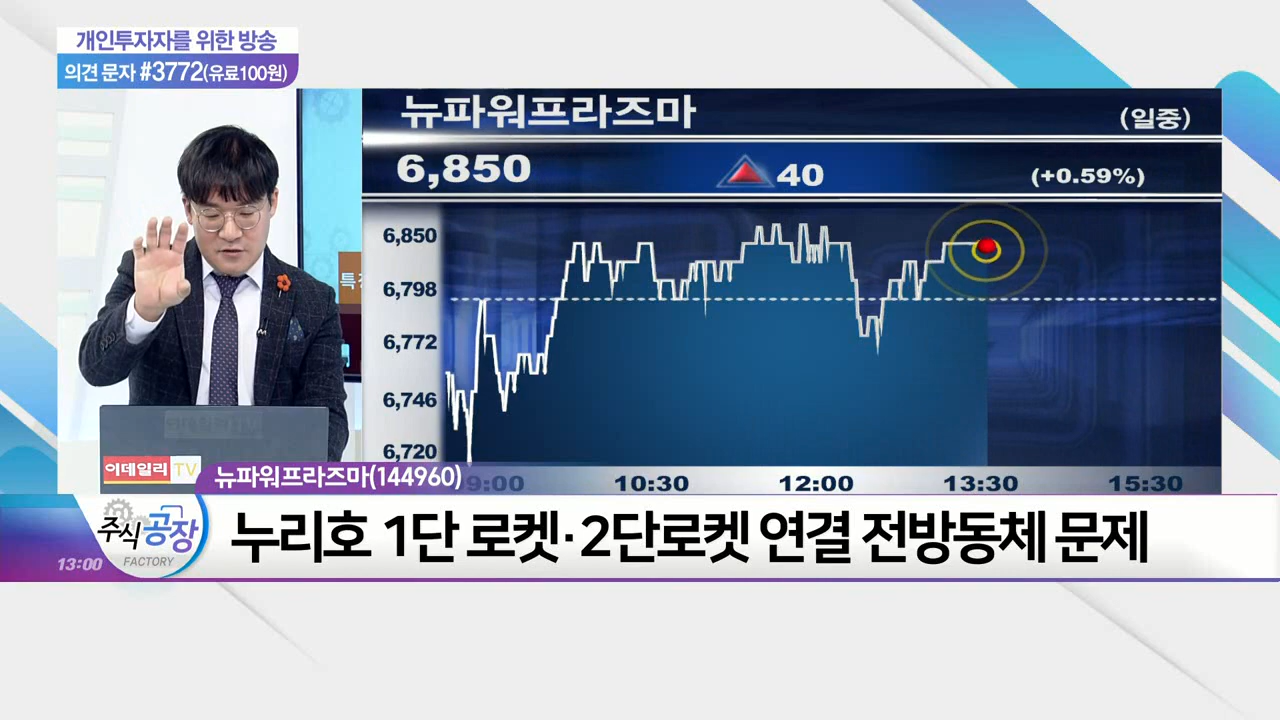 개인투자자를 위한 방송
의견 문자 #3772(유료100원)
뉴파워프라즈마
(일중)
6,850
40
(+0.59%)
6,850
6,798
6,772
6,746
6,720
특
9:00
10:30
12:00
13:30
15:30
이데일리 TV
뉴파워프라즈마(144960)
주식공장
FACTORY
13:00
누리호 1단 로켓·2단로켓 연결 전방동체 문제